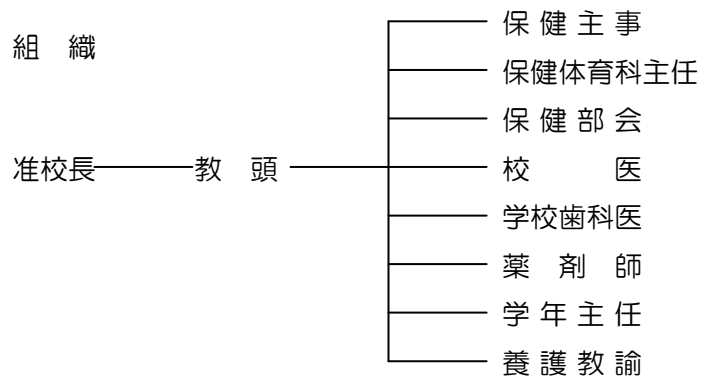 組　織
准校長 教　頭
保 健 主 事
保健体育科主任
保 健 部 会
校　　　医
学校歯科医
薬　剤　師
学 年 主 任
養 護 教 諭